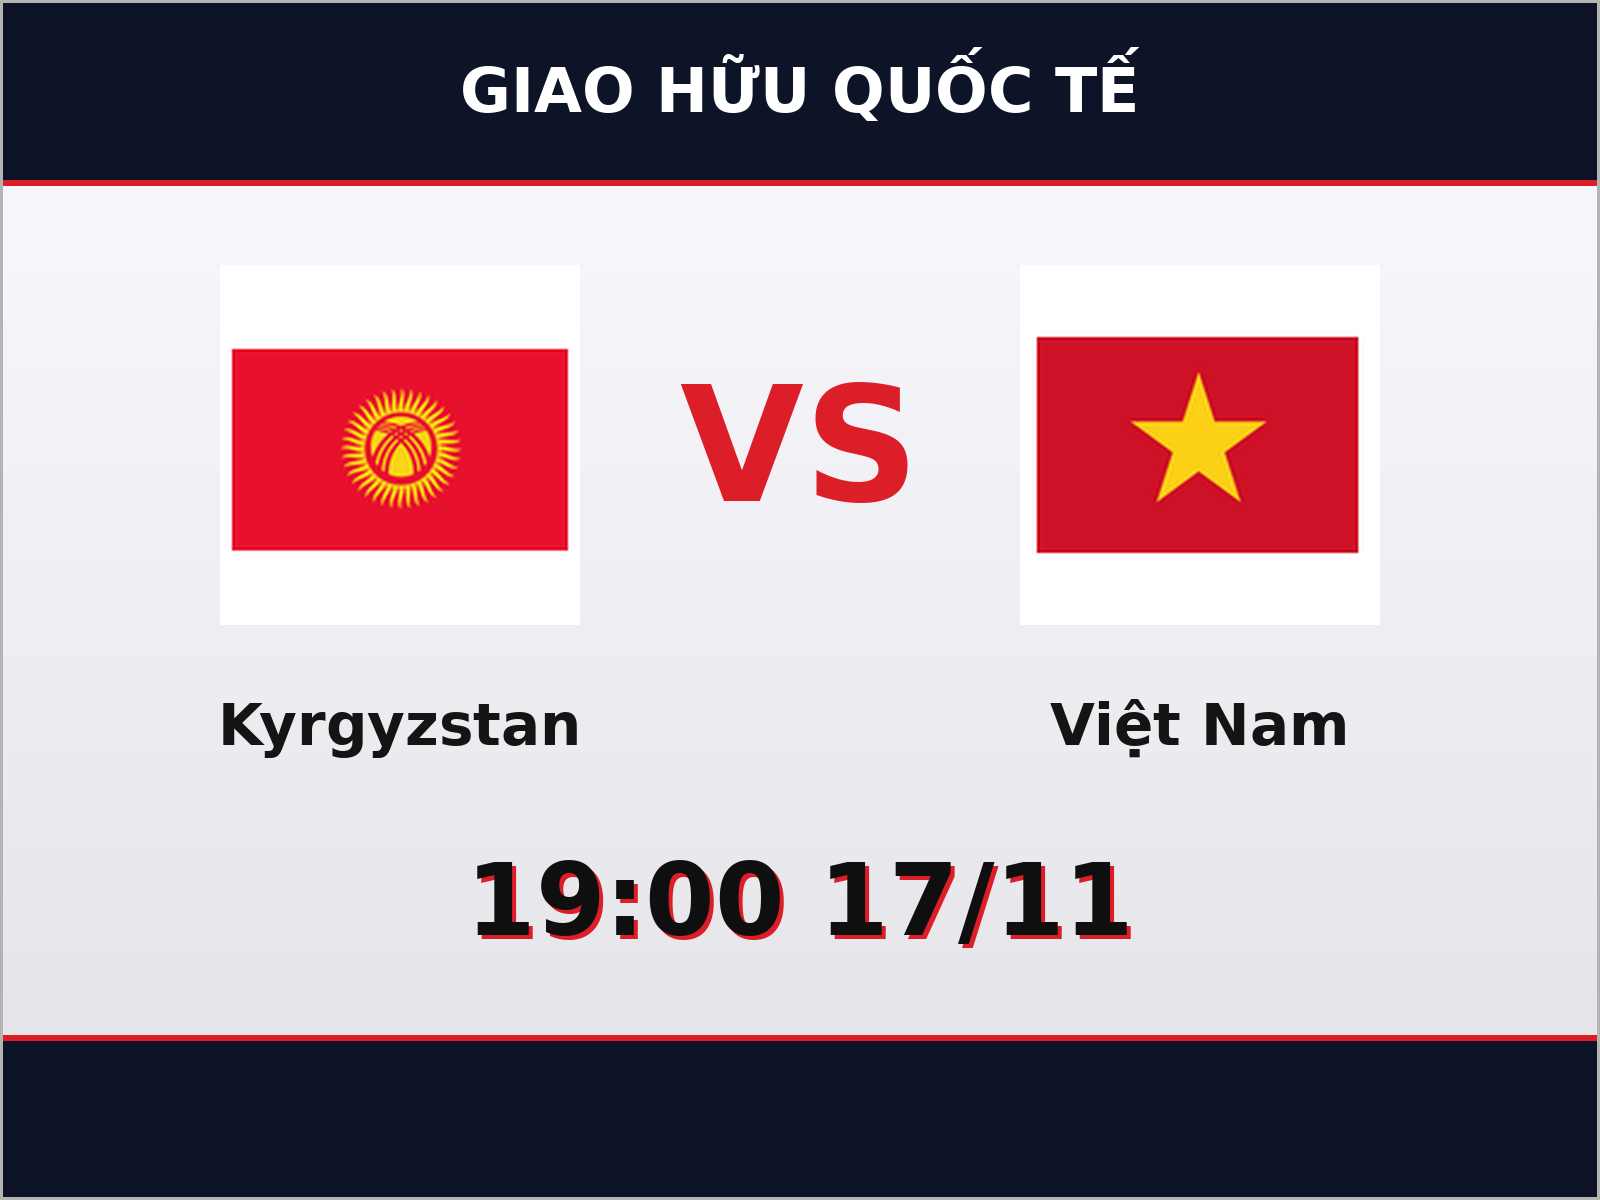 GIAO HỮU QUỐC TẾ
VS
Kyrgyzstan
Việt Nam
19:00 17/11